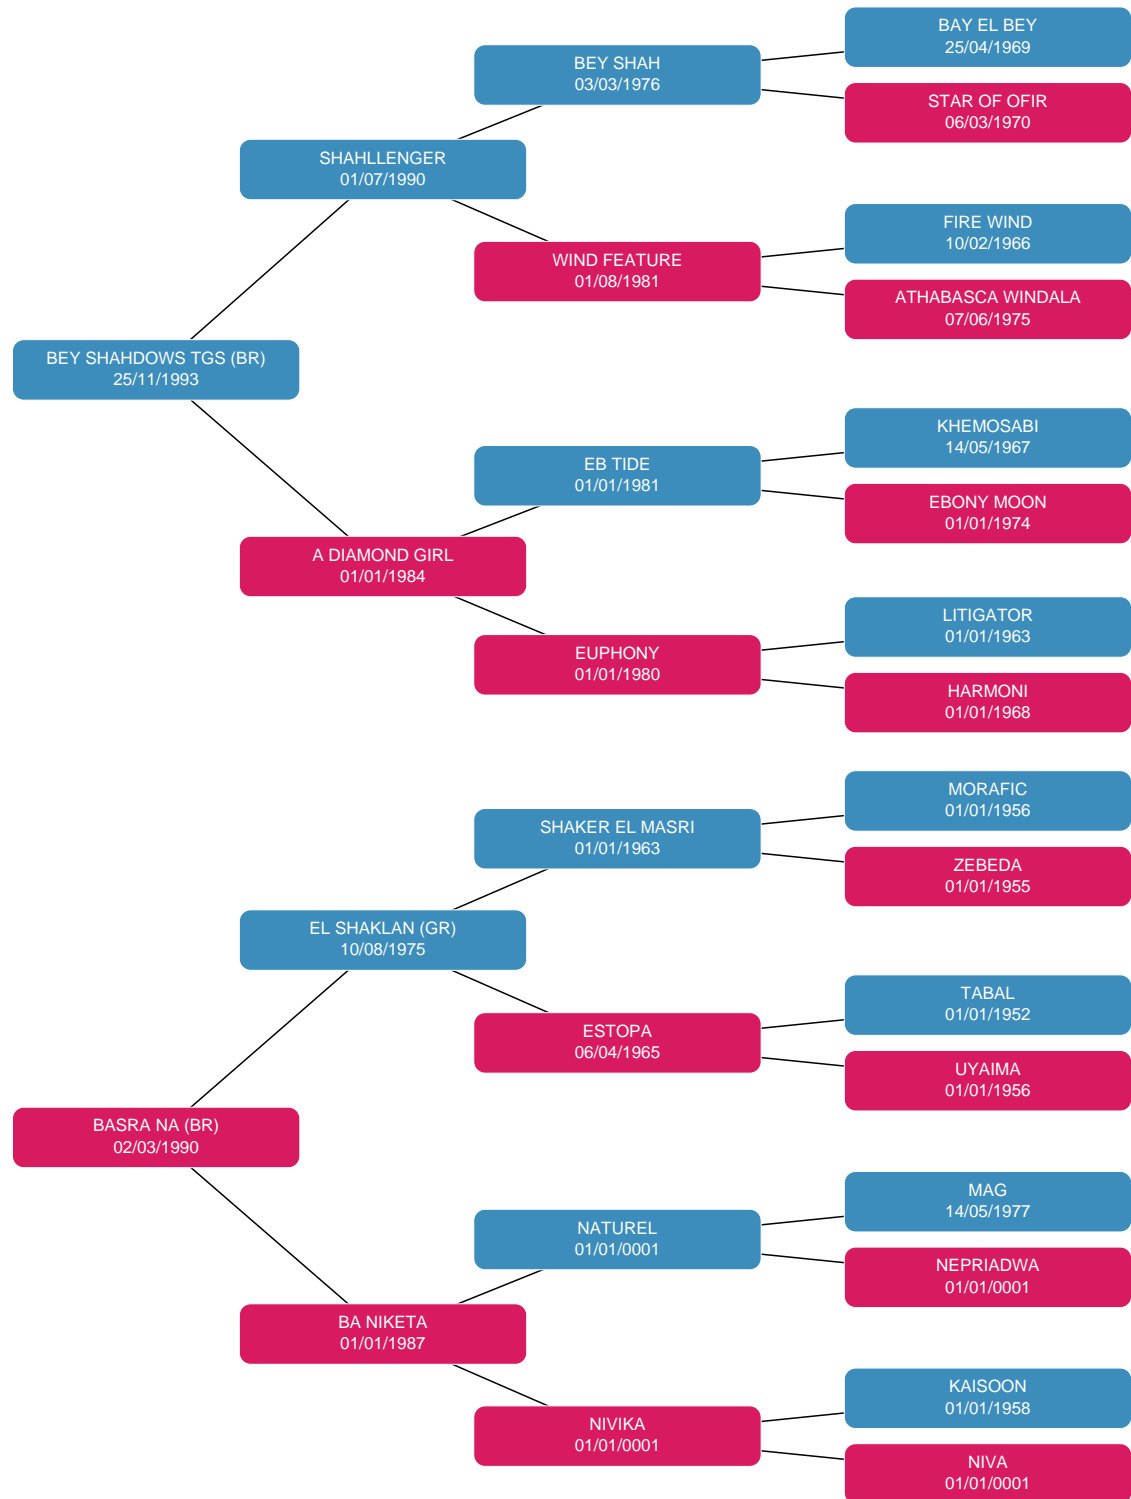 BAY EL BEY
25/04/1969
BEY SHAH
03/03/1976
STAR OF OFIR
06/03/1970
SHAHLLENGER
01/07/1990
FIRE WIND
10/02/1966
WIND FEATURE
01/08/1981
ATHABASCA WINDALA
07/06/1975
BEY SHAHDOWS TGS (BR)
25/11/1993
KHEMOSABI
14/05/1967
EB TIDE
01/01/1981
EBONY MOON
01/01/1974
A DIAMOND GIRL
01/01/1984
LITIGATOR
01/01/1963
EUPHONY
01/01/1980
HARMONI
01/01/1968
MORAFIC
01/01/1956
SHAKER EL MASRI
01/01/1963
ZEBEDA
01/01/1955
EL SHAKLAN (GR)
10/08/1975
TABAL
01/01/1952
ESTOPA
06/04/1965
UYAIMA
01/01/1956
BASRA NA (BR)
02/03/1990
MAG
14/05/1977
NATUREL
01/01/0001
NEPRIADWA
01/01/0001
BA NIKETA
01/01/1987
KAISOON
01/01/1958
NIVIKA
01/01/0001
NIVA
01/01/0001